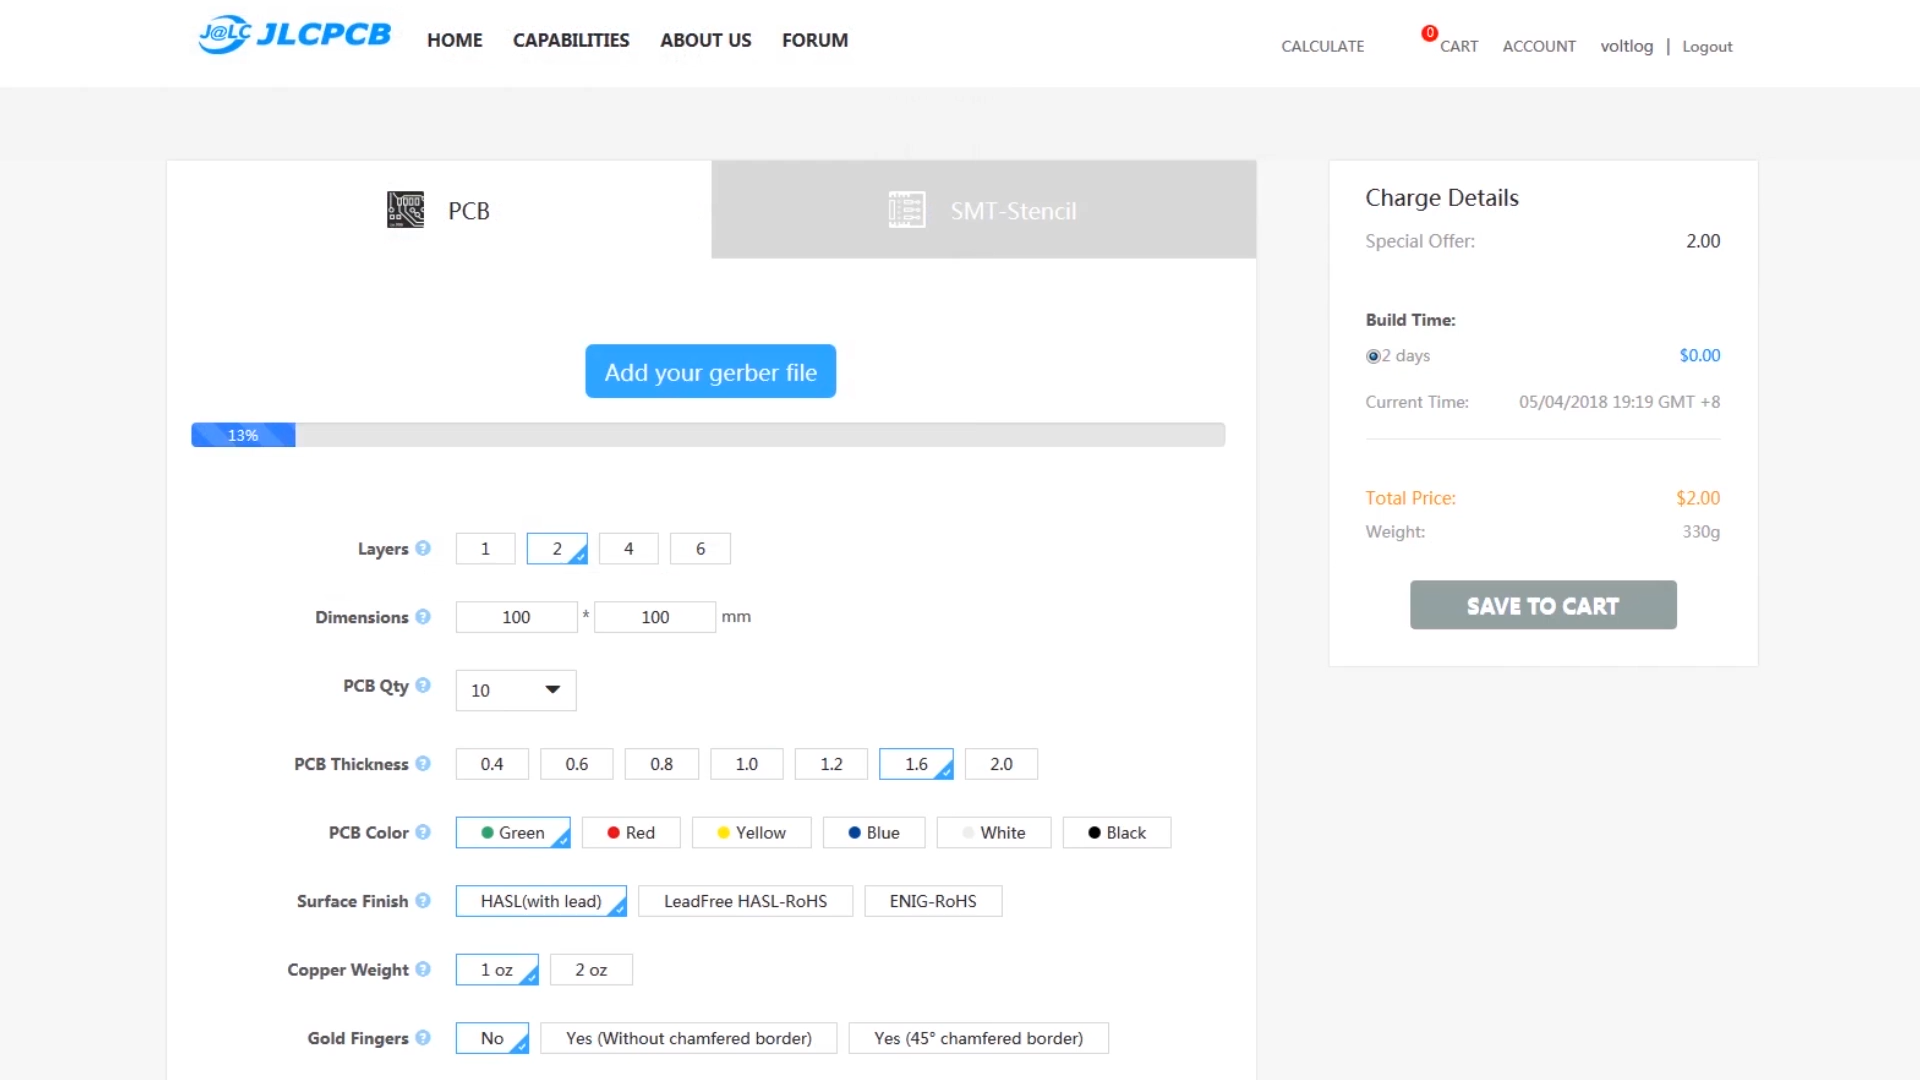 J@LC JLCPCB HOME CAPABILITIES ABOUT US FORUM CALCULATE 0 CART ACCOUNT voltlog | Logout
PCB SMT-Stencil
Add your gerber file
13%
Layers ? 1 2 4 6
Dimensions ? 100 * 100 mm
PCB Qty ? 10
PCB Thickness ? 0.4 0.6 0.8 1.0 1.2 1.6 2.0
PCB Color ? Green Red Yellow Blue White Black
Surface Finish ? HASL(with lead) LeadFree HASL-RoHS ENIG-RoHS
Copper Weight ? 1 oz 2 oz
Gold Fingers ? No Yes (Without chamfered border) Yes (45° chamfered border)
Charge Details
Special Offer: 2.00
Build Time:
2 days $0.00
Current Time: 05/04/2018 19:19 GMT +8
Total Price: $2.00
Weight: 330g
SAVE TO CART